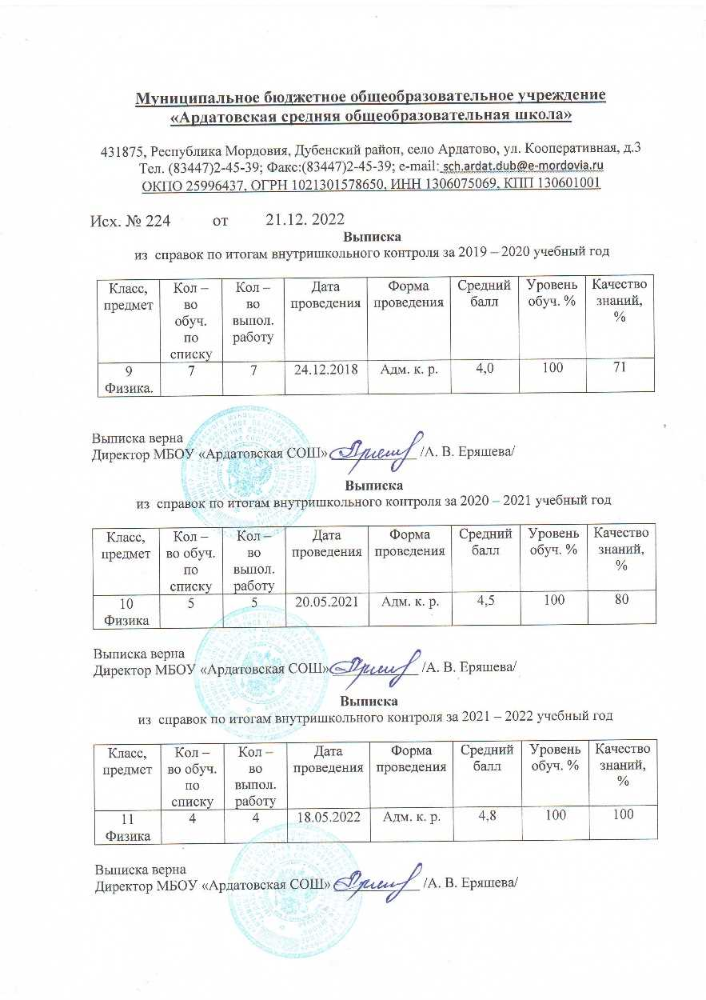 Муниципальное бюджетное общеобразовательное учреждение
«Ардатовская средняя общеобразовательная школа»
431875, Республика Мордовия, Дубенский район, село Ардатово, ул. Кооперативная, д.3
Тел. (83447)2-45-39; Факс:(83447)2-45-39; e-mail: sch.ardat.dub@e-mordovia.ru
ОКПО 25996437, ОГРН 1021301578650, ИНН 1306075069, КПП 130601001
Исх. № 224 от 21.12. 2022
Выписка
из справок по итогам внутришкольного контроля за 2019 – 2020 учебный год
Класс, Кол – Кол – Дата Форма Средний Уровень Качество
предмет во во проведения проведения балл обуч. % знаний,
обуч. выпол. %
по работу
списку
9 7 7 24.12.2018 Адм. к. р. 4,0 100 71
Физика.
Выписка верна
Директор МБОУ «Ардатовская СОШ» /А. В. Еряшева/
Выписка
из справок по итогам внутришкольного контроля за 2020 – 2021 учебный год
Класс, Кол – Кол – Дата Форма Средний Уровень Качество
предмет во обуч. во проведения проведения балл обуч. % знаний,
по выпол. %
списку работу
10 5 5 20.05.2021 Адм. к. р. 4,5 100 80
Физика
Выписка верна
Директор МБОУ «Ардатовская СОШ» /А. В. Еряшева/
Выписка
из справок по итогам внутришкольного контроля за 2021 – 2022 учебный год
Класс, Кол – Кол – Дата Форма Средний Уровень Качество
предмет во обуч. во проведения проведения балл обуч. % знаний,
по выпол. %
списку работу
11 4 4 18.05.2022 Адм. к. р. 4,8 100 100
Физика
Выписка верна
Директор МБОУ «Ардатовская СОШ» /А. В. Еряшева/